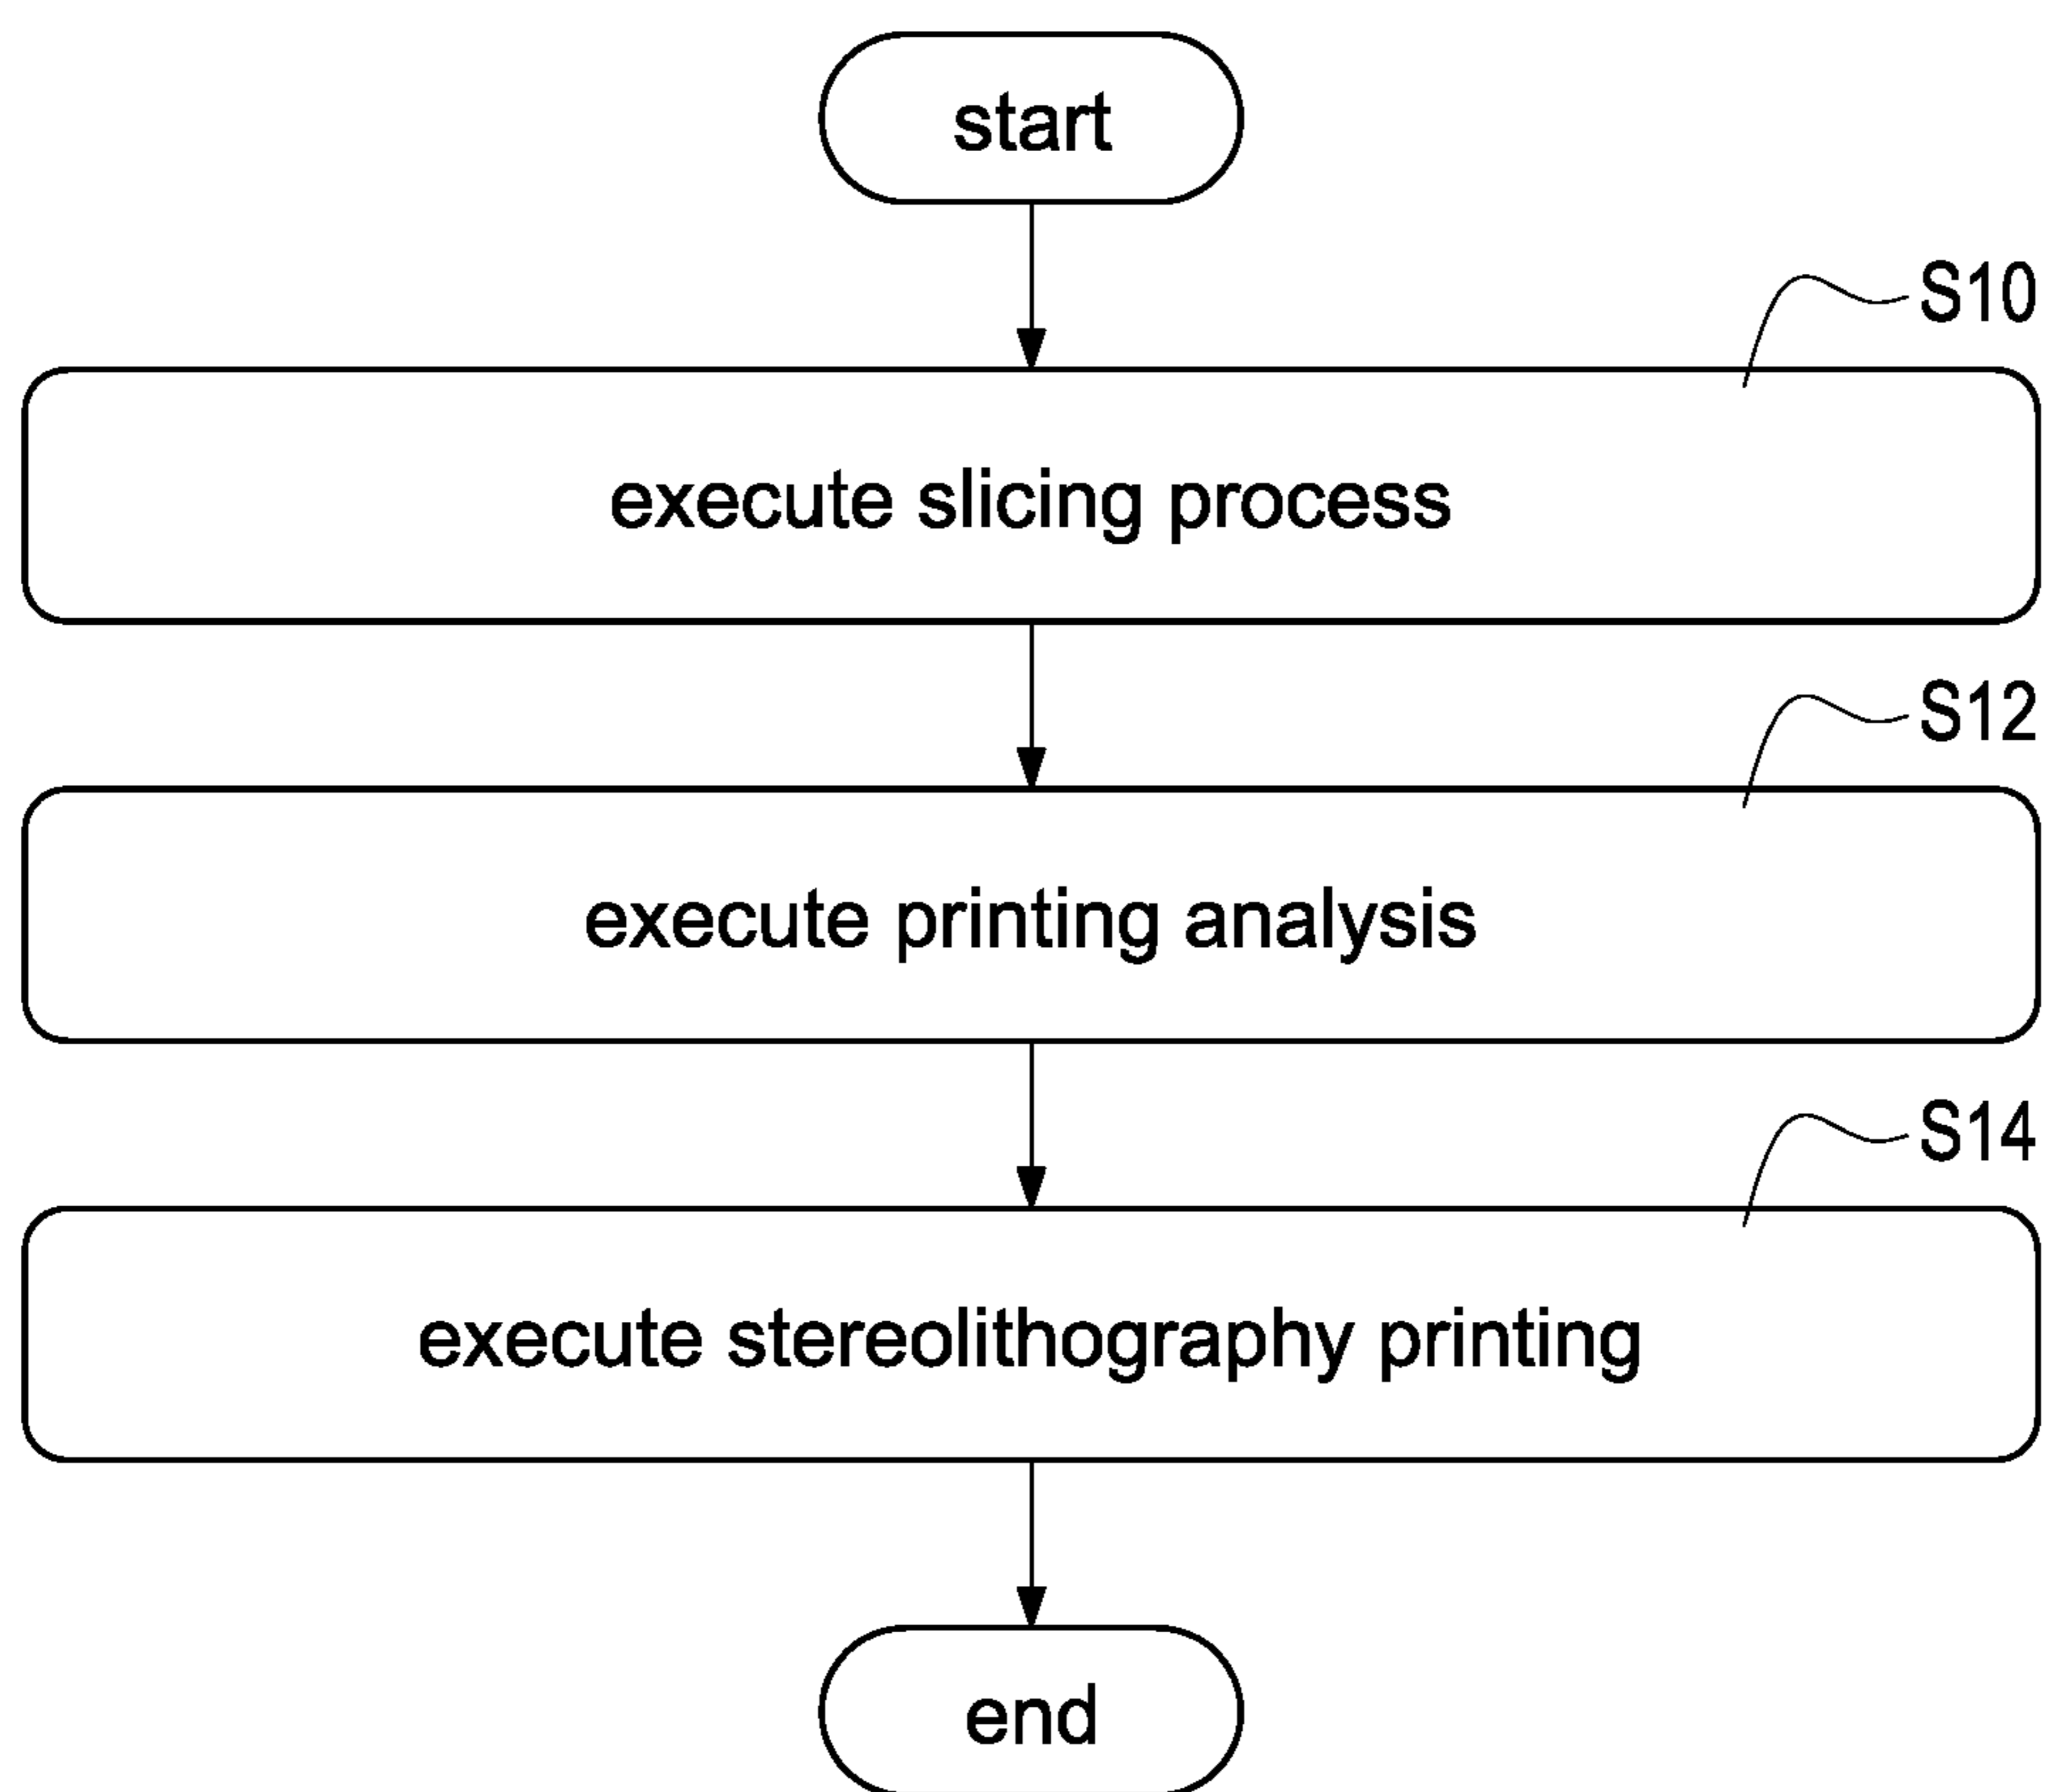 start
S10
execute slicing process
S12
execute printing analysis
S14
execute stereolithography printing
end